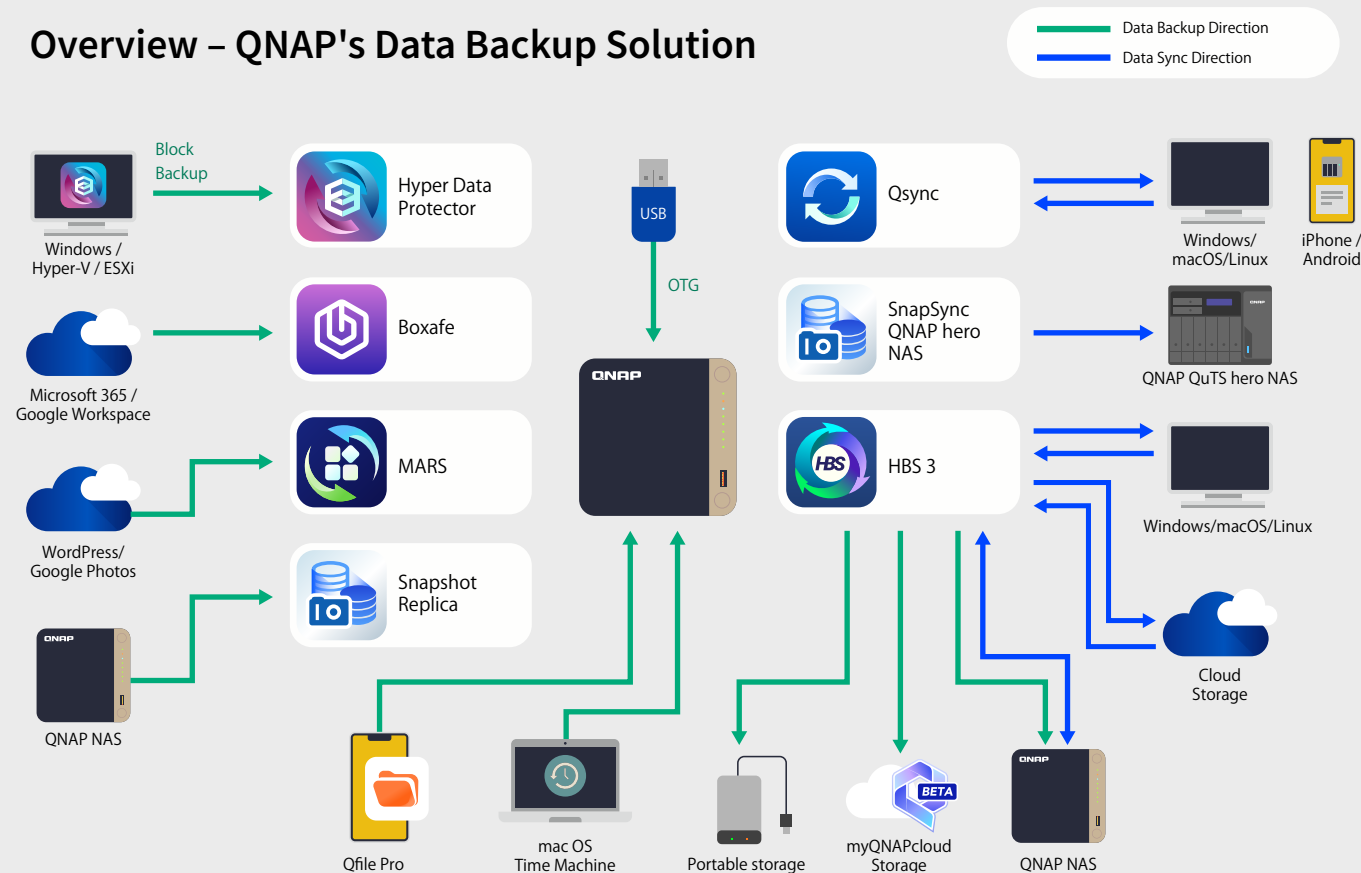 Overview – QNAP's Data Backup Solution
Data Backup Direction
Data Sync Direction
Block
Backup
Windows /
Hyper-V / ESXi
Hyper Data
Protector
USB
OTG
Qsync
Windows/
macOS/Linux
iPhone /
Android
Microsoft 365 /
Google Workspace
Boxafe
QNAP
SnapSync
QNAP hero
NAS
QNAP
QNAP QuTS hero NAS
WordPress/
Google Photos
MARS
HBS
HBS 3
Windows/macOS/Linux
QNAP
QNAP NAS
Snapshot
Replica
Cloud
Storage
Qfile Pro
mac OS
Time Machine
Portable storage
BETA
myQNAPcloud
Storage
QNAP
QNAP NAS